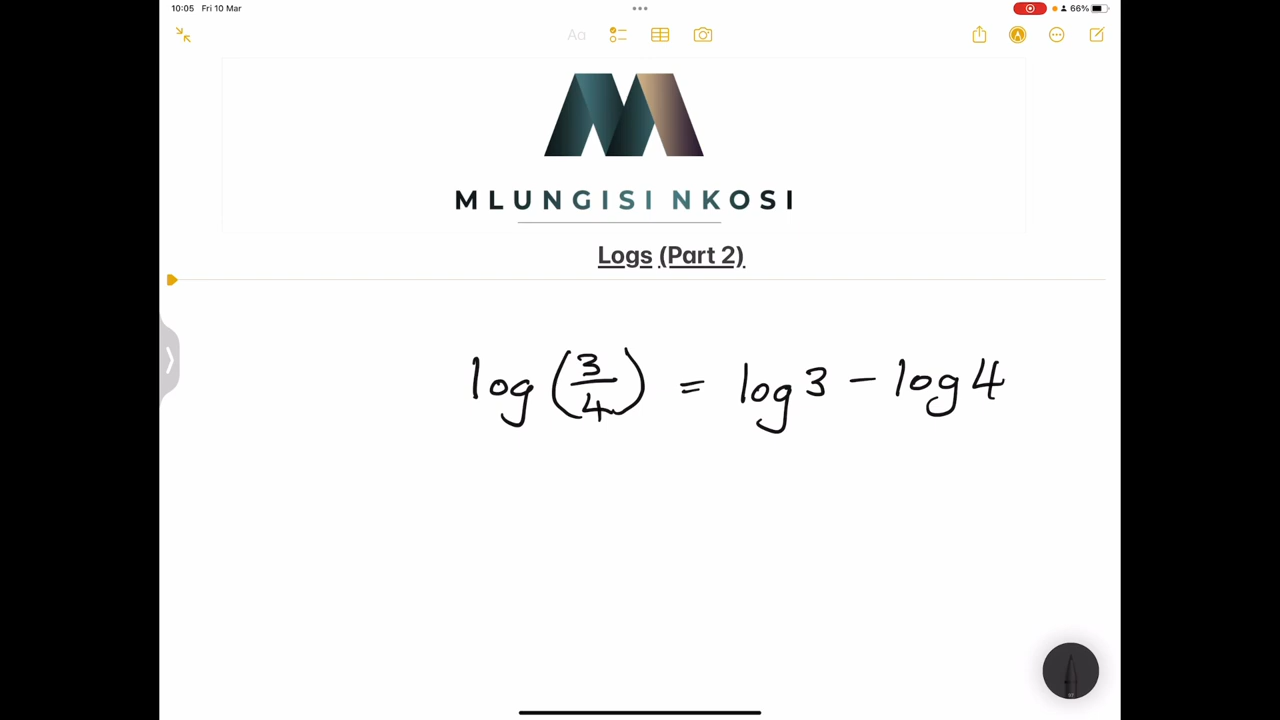 10:05 Fri 10 Mar 66%
Aa
MLUNGISI NKOSI
Logs (Part 2)
log (3/4) = log 3 - log 4